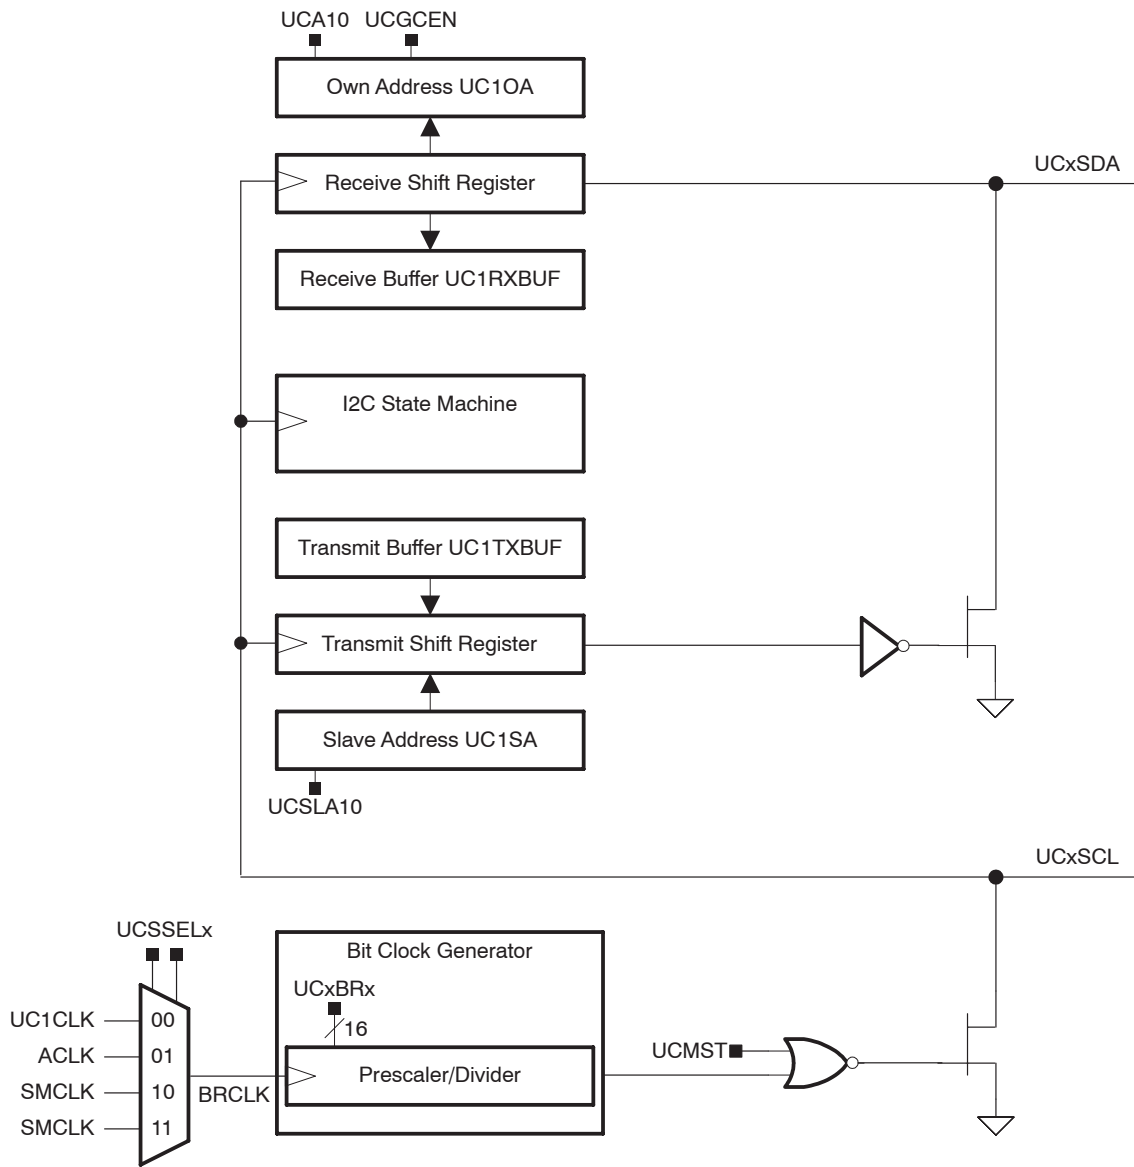 UCA10 UCGCEN
Own Address UC1OA
UCxSDA
Receive Shift Register
Receive Buffer UC1RXBUF
I2C State Machine
Transmit Buffer UC1TXBUF
Transmit Shift Register
Slave Address UC1SA
UCSLA10
UCxSCL
UCSSELx
Bit Clock Generator
UCxBRx
16
UC1CLK 00
ACLK 01
SMCLK 10
SMCLK 11
BRCLK
Prescaler/Divider
UCMST